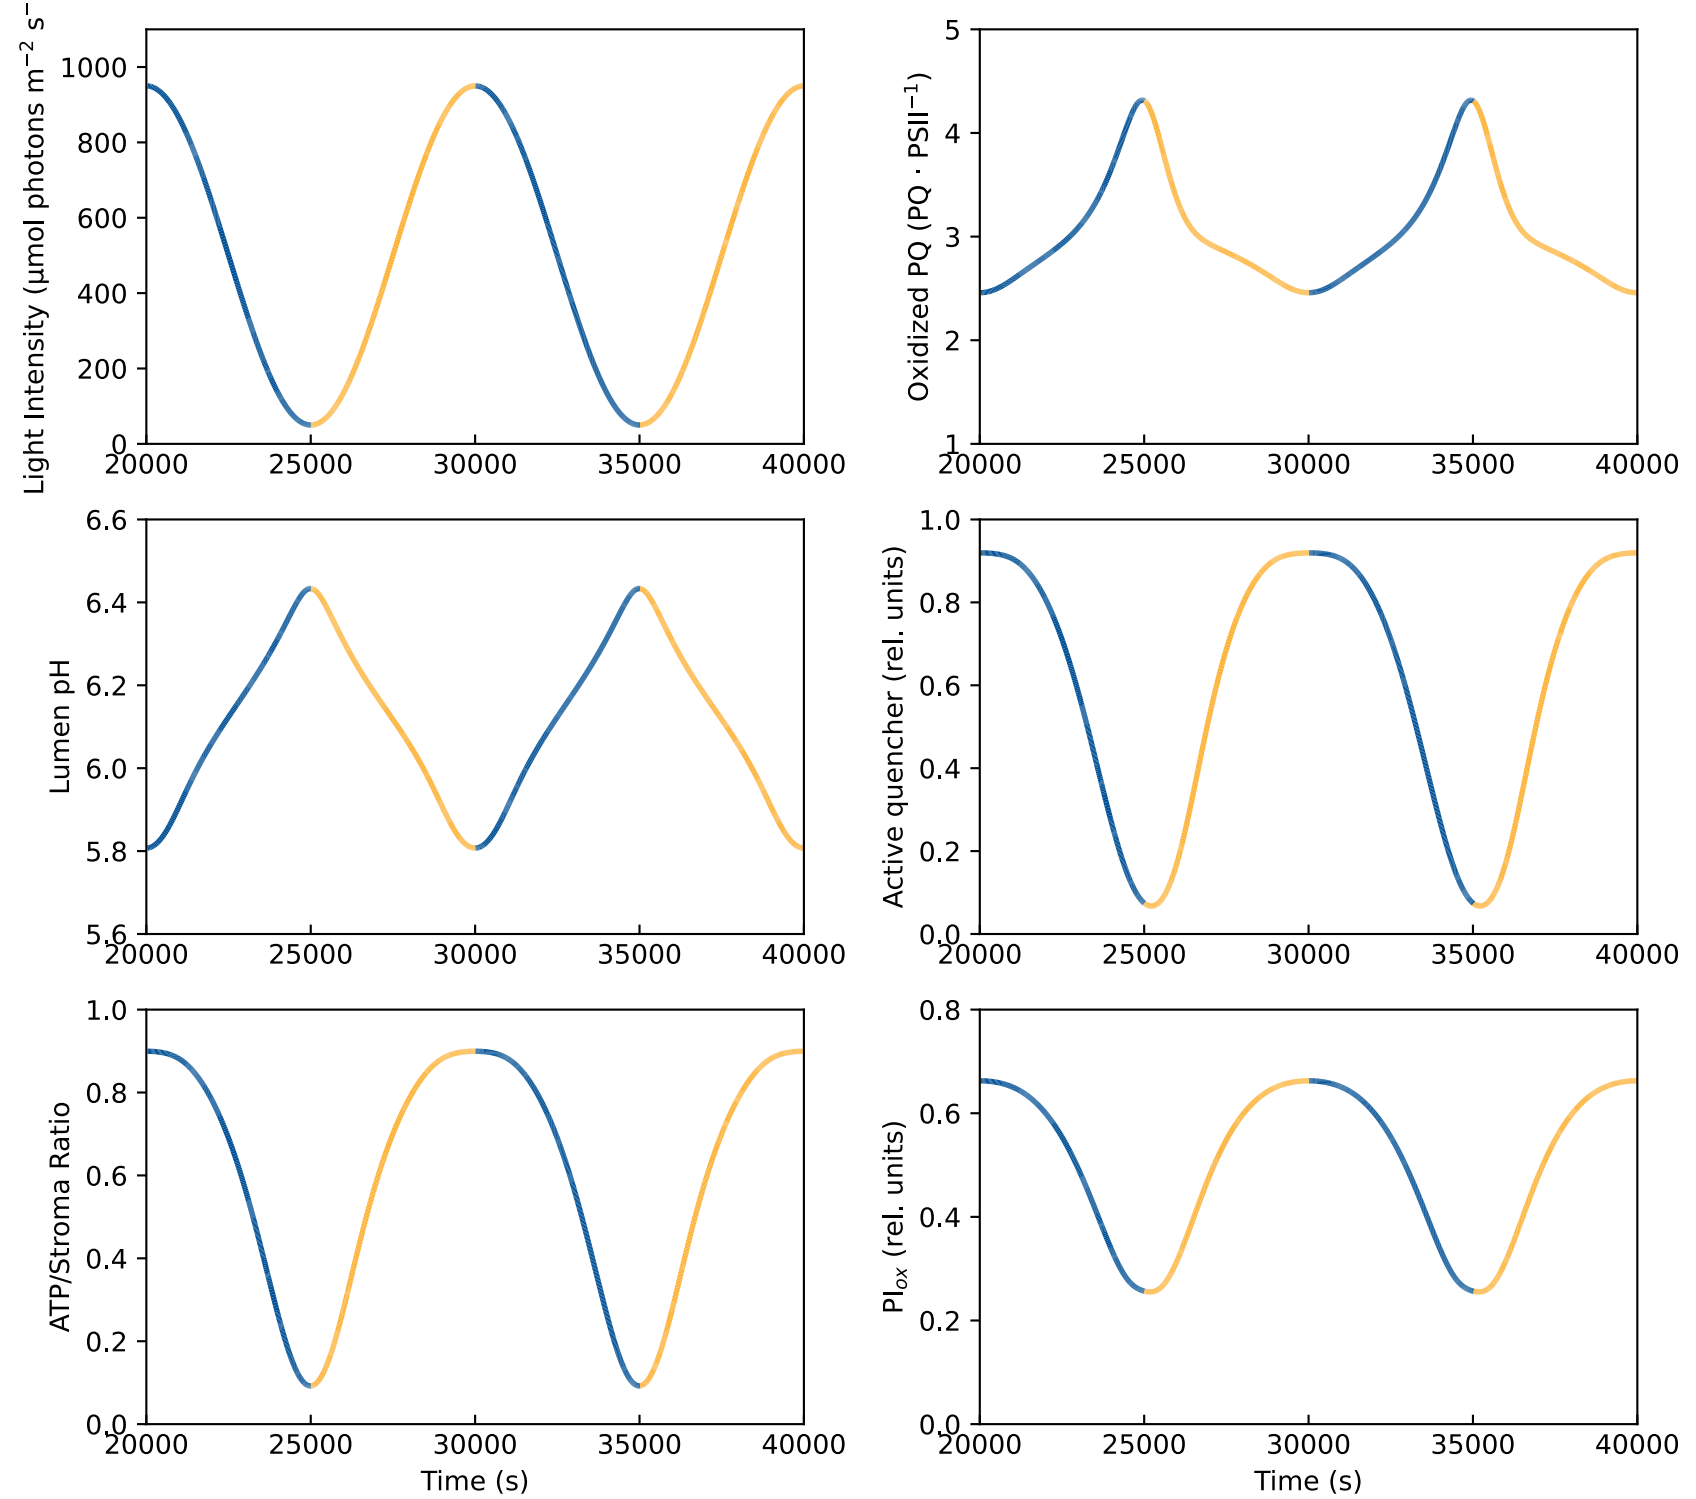 Light Intensity (µmol photons m−2 s−
1000
800
600
400
200
0
20000 25000 30000 35000 40000
Oxidized PQ (PQ · PSII−1)
5
4
3
2
1
20000 25000 30000 35000 40000
Lumen pH
6.6
6.4
6.2
6.0
5.8
5.6
20000 25000 30000 35000 40000
Active quencher (rel. units)
1.0
0.8
0.6
0.4
0.2
0.0
20000 25000 30000 35000 40000
ATP/Stroma Ratio
1.0
0.8
0.6
0.4
0.2
0.0
20000 25000 30000 35000 40000
Time (s)
PIox (rel. units)
0.8
0.6
0.4
0.2
0.0
20000 25000 30000 35000 40000
Time (s)